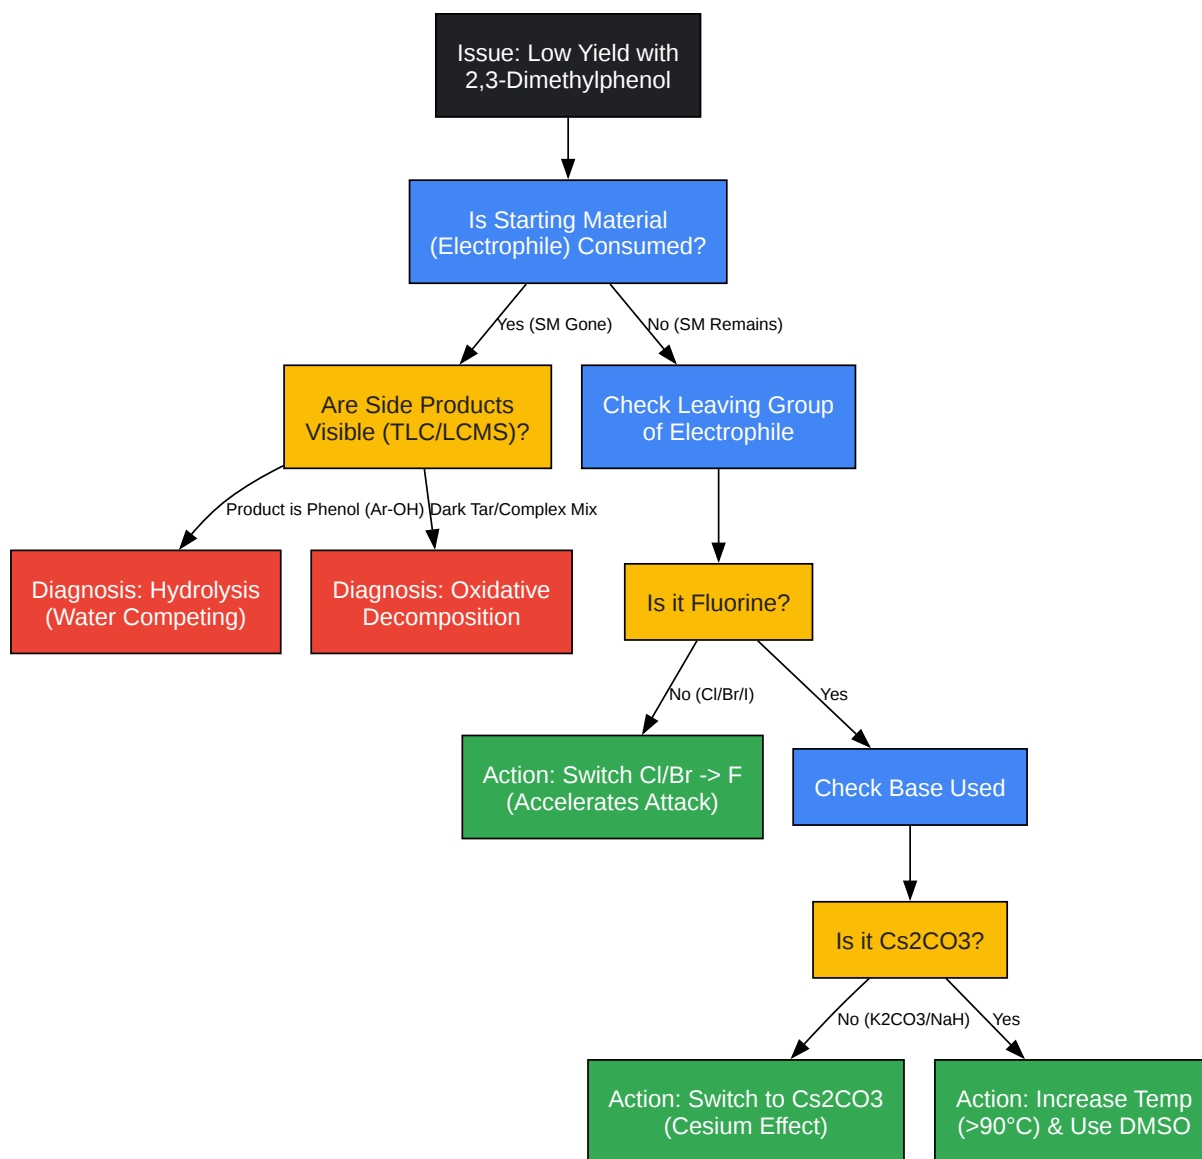 Issue: Low Yield with
2,3-Dimethylphenol
Is Starting Material
(Electrophile) Consumed?
Yes (SM Gone)
No (SM Remains)
Are Side Products
Visible (TLC/LCMS)?
Check Leaving Group
of Electrophile
Product is Phenol (Ar-OH)
Dark Tar/Complex Mix
Diagnosis: Hydrolysis
(Water Competing)
Diagnosis: Oxidative
Decomposition
Is it Fluorine?
No (Cl/Br/I)
Yes
Action: Switch Cl/Br -> F
(Accelerates Attack)
Check Base Used
Is it Cs2CO3?
No (K2CO3/NaH)
Yes
Action: Switch to Cs2CO3
(Cesium Effect)
Action: Increase Temp
(>90°C) & Use DMSO